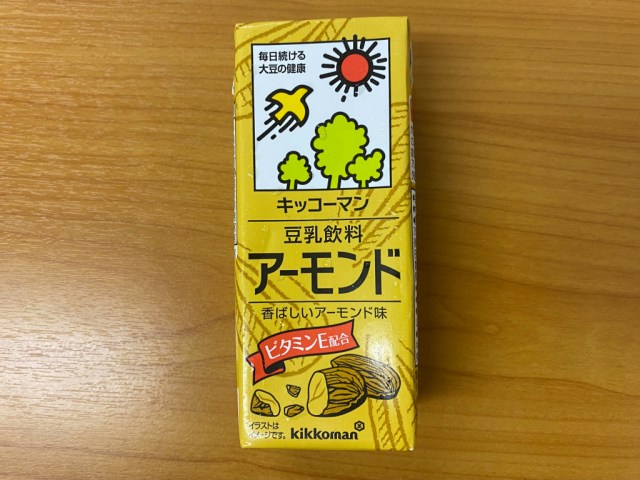 毎日続ける
大豆の健康
キッコーマン
豆乳飲料
アーモンド
香ばしいアーモンド味
ビタミンE配合
イラストは
イメージです。
kikkoman